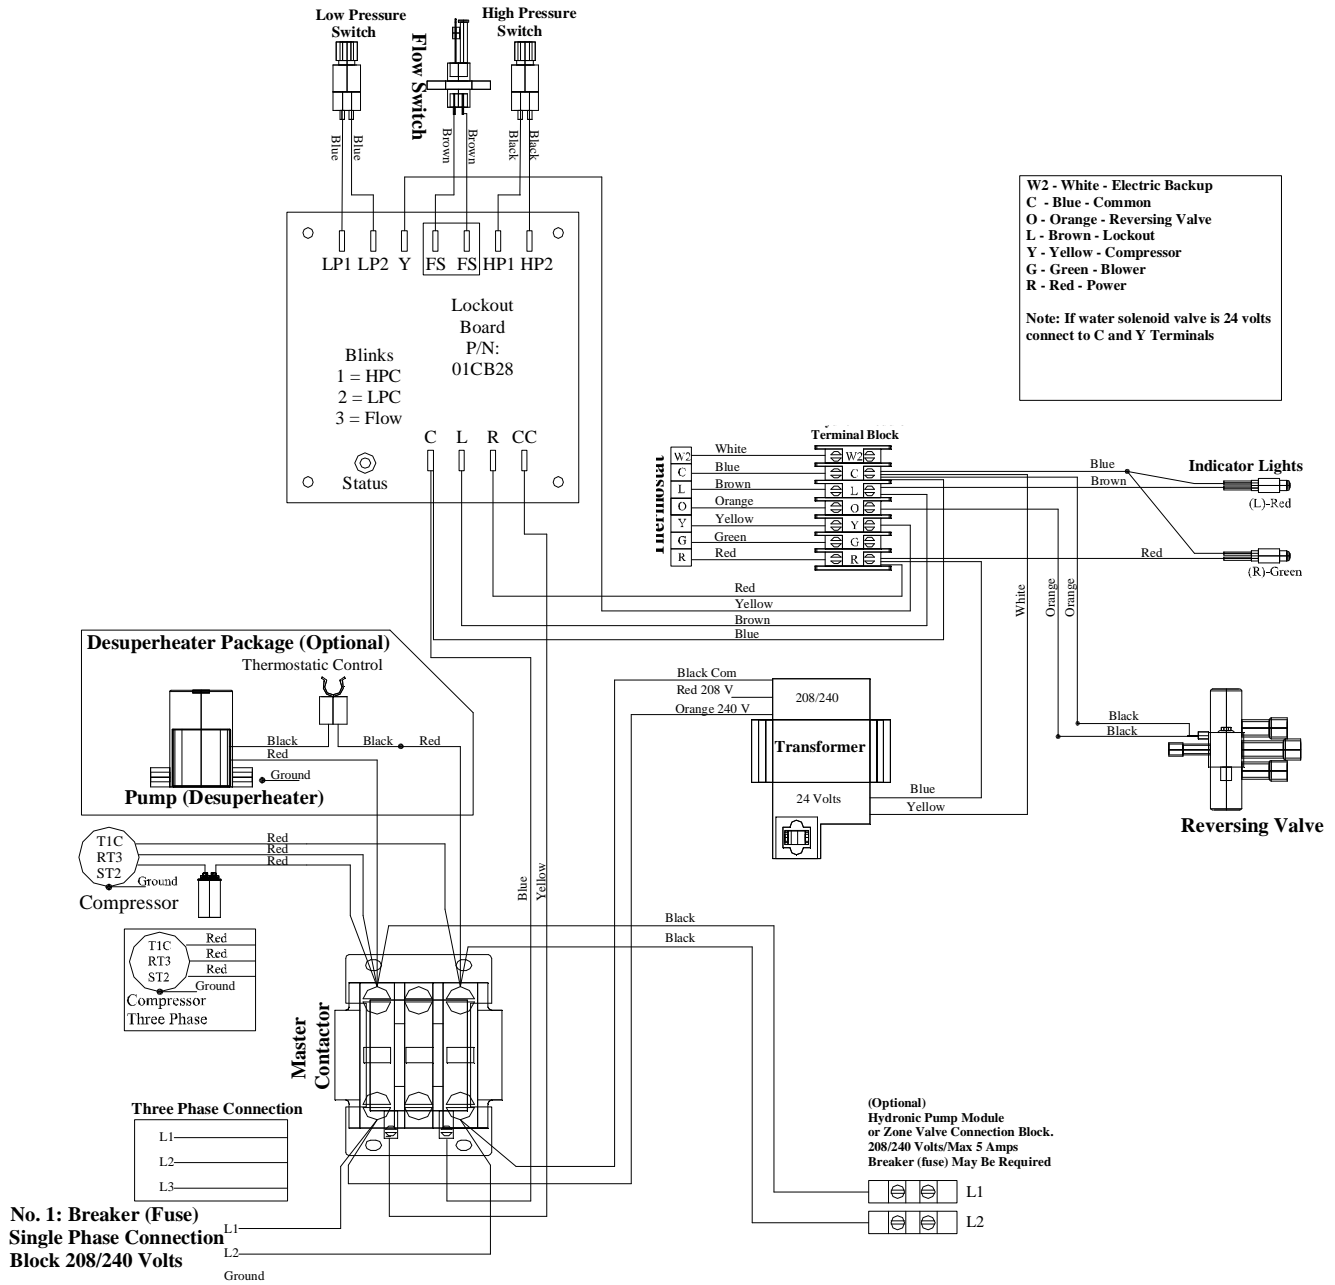 Low Pressure
Switch
Flow Switch
High Pressure
Switch
Blue
Blue
Brown
Brown
Black
Black
LP1 LP2 Y FS FS HP1 HP2
Lockout
Board
P/N:
01CB28
Blinks
1 = HPC
2 = LPC
3 = Flow
C L R CC
Status
W2 - White - Electric Backup
C - Blue - Common
O - Orange - Reversing Valve
L - Brown - Lockout
Y - Yellow - Compressor
G - Green - Blower
R - Red - Power
Note: If water solenoid valve is 24 volts
connect to C and Y Terminals
Terminal Block
Thermostat
W2 White W2
C Blue C
L Brown L
O Orange O
Y Yellow Y
G Green G
R Red R
Blue
Brown
Red
Indicator Lights
(L)-Red
(R)-Green
Red
Yellow
Brown
Blue
White
Orange
Orange
Desuperheater Package (Optional)
Thermostatic Control
Black
Red
Black
Red
Ground
Pump (Desuperheater)
Black Com
Red 208 V
Orange 240 V
208/240
Transformer
24 Volts
Blue
Yellow
Black
Black
Reversing Valve
T1C
RT3
ST2
Red
Red
Red
Ground
Compressor
Blue
Yellow
T1C
RT3
ST2
Red
Red
Red
Ground
Compressor
Three Phase
Black
Black
Master
Contactor
Three Phase Connection
L1
L2
L3
No. 1: Breaker (Fuse)
Single Phase Connection
Block 208/240 Volts
L1
L2
Ground
(Optional)
Hydronic Pump Module
or Zone Valve Connection Block.
208/240 Volts/Max 5 Amps
Breaker (fuse) May Be Required
L1
L2